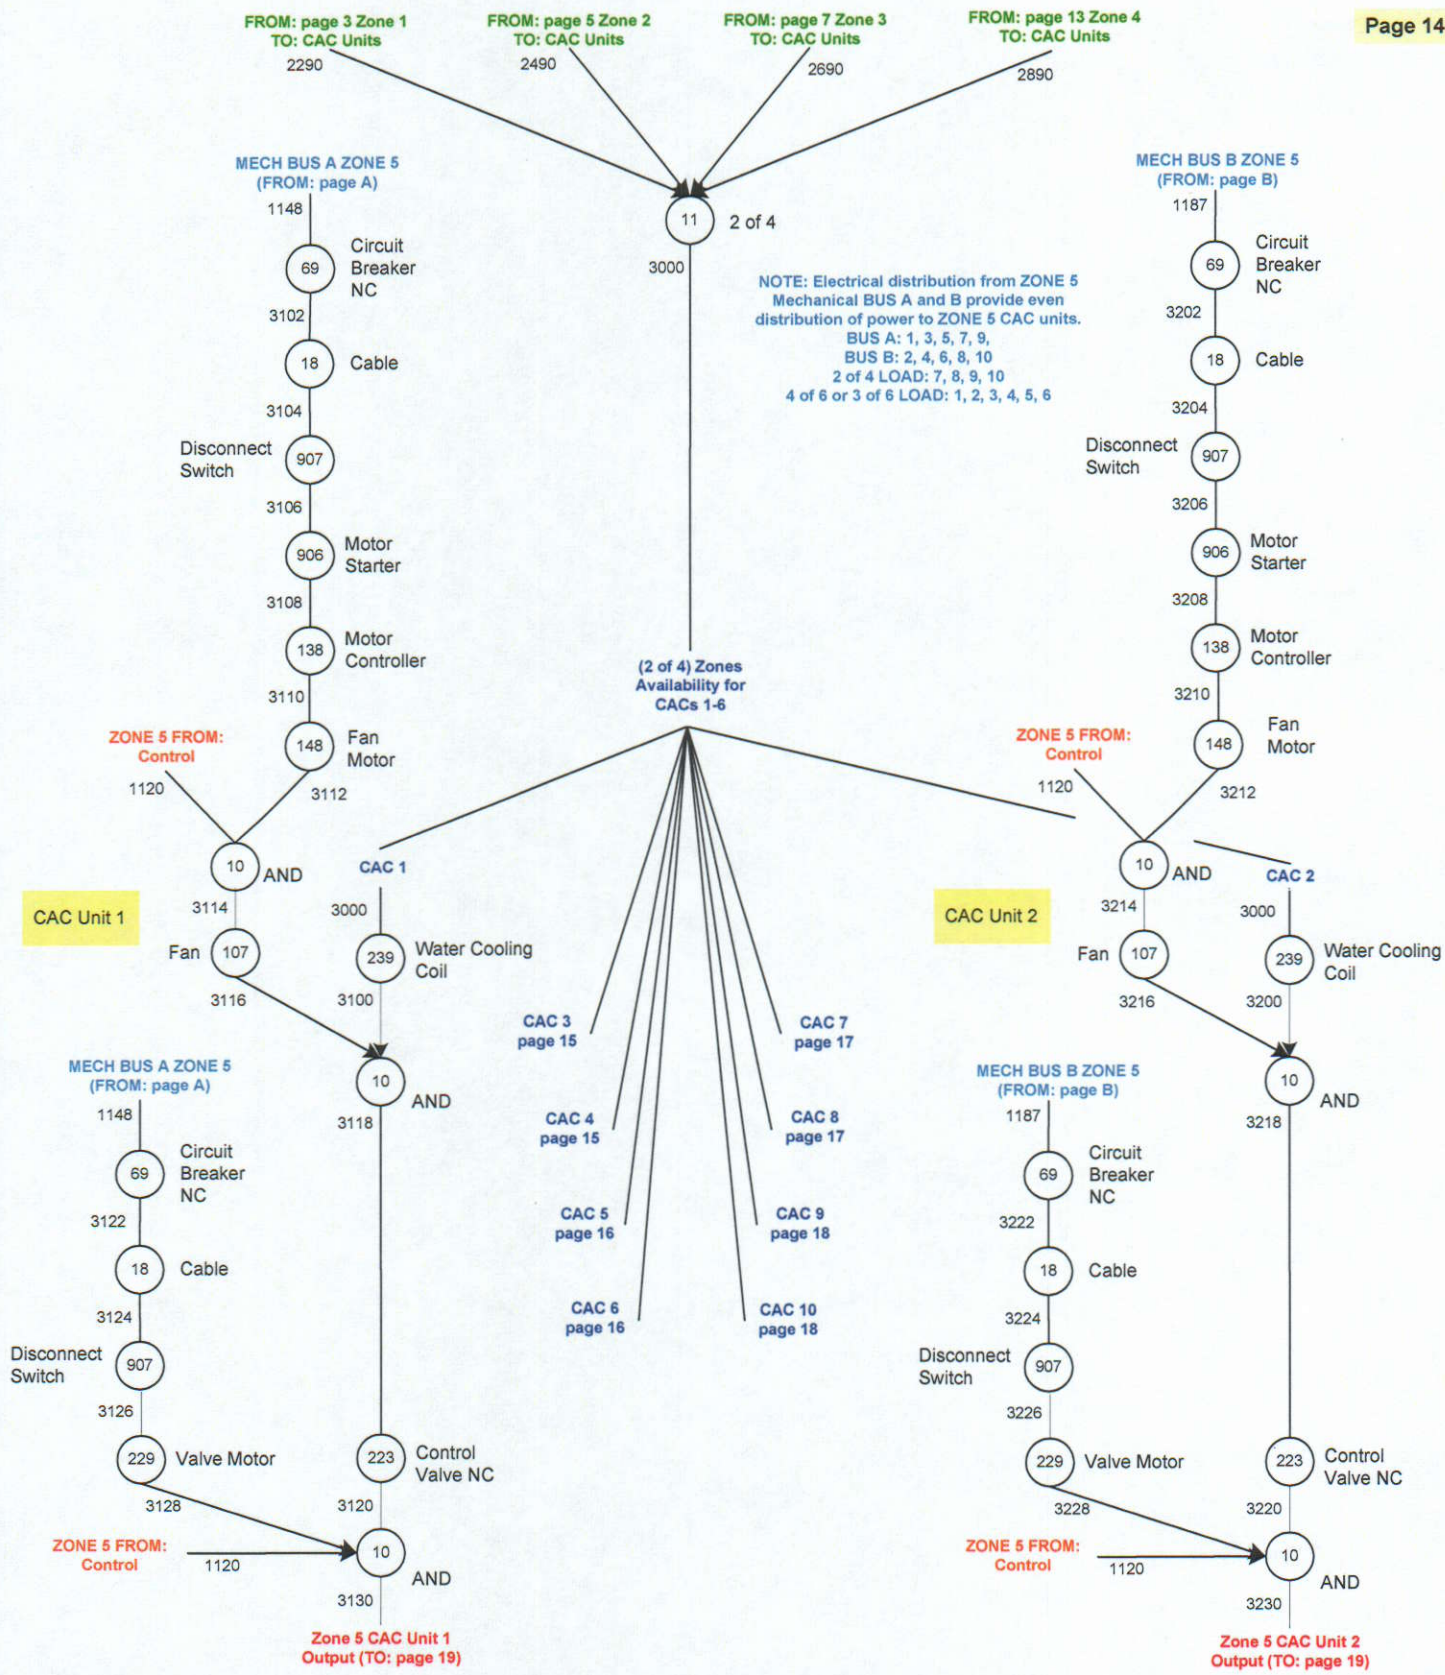 FROM: page 3 Zone 1
TO: CAC Units
2290
FROM: page 5 Zone 2
TO: CAC Units
2490
FROM: page 7 Zone 3
TO: CAC Units
2690
FROM: page 13 Zone 4
TO: CAC Units
2890
Page 14
11
2 of 4
3000
NOTE: Electrical distribution from ZONE 5
Mechanical BUS A and B provide even
distribution of power to ZONE 5 CAC units.
BUS A: 1, 3, 5, 7, 9,
BUS B: 2, 4, 6, 8, 10
2 of 4 LOAD: 7, 8, 9, 10
4 of 6 or 3 of 6 LOAD: 1, 2, 3, 4, 5, 6
MECH BUS A ZONE 5
(FROM: page A)
1148
69
Circuit
Breaker
NC
3102
18
Cable
3104
Disconnect
Switch
907
3106
906
Motor
Starter
3108
138
Motor
Controller
3110
148
Fan
Motor
ZONE 5 FROM:
Control
1120
3112
10
AND
3114
CAC Unit 1
Fan
107
3116
CAC 1
3000
239
Water Cooling
Coil
3100
10
AND
3118
MECH BUS A ZONE 5
(FROM: page A)
1148
69
Circuit
Breaker
NC
3122
18
Cable
3124
Disconnect
Switch
907
3126
229
Valve Motor
3128
223
Control
Valve NC
3120
ZONE 5 FROM:
Control
1120
10
AND
3130
Zone 5 CAC Unit 1
Output (TO: page 19)
(2 of 4) Zones
Availability for
CACs 1-6
CAC 3
page 15
CAC 4
page 15
CAC 5
page 16
CAC 6
page 16
CAC 7
page 17
CAC 8
page 17
CAC 9
page 18
CAC 10
page 18
MECH BUS B ZONE 5
(FROM: page B)
1187
69
Circuit
Breaker
NC
3202
18
Cable
3204
Disconnect
Switch
907
3206
906
Motor
Starter
3208
138
Motor
Controller
3210
148
Fan
Motor
ZONE 5 FROM:
Control
1120
3212
10
AND
3214
CAC Unit 2
Fan
107
3216
CAC 2
3000
239
Water Cooling
Coil
3200
10
AND
3218
MECH BUS B ZONE 5
(FROM: page B)
1187
69
Circuit
Breaker
NC
3222
18
Cable
3224
Disconnect
Switch
907
3226
229
Valve Motor
3228
223
Control
Valve NC
3220
ZONE 5 FROM:
Control
1120
10
AND
3230
Zone 5 CAC Unit 2
Output (TO: page 19)